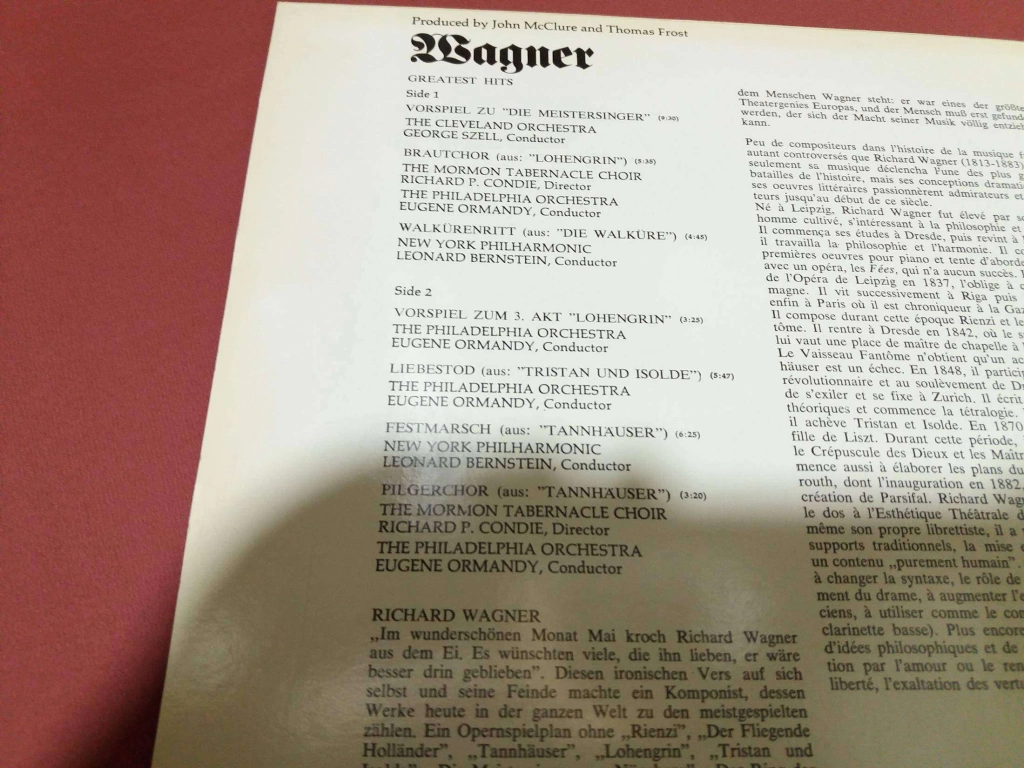 Produced by John McClure and Thomas Frost
Wagner
GREATEST HITS
Side 1
VORSPIEL ZU "DIE MEISTERSINGER" (9:30)
THE CLEVELAND ORCHESTRA
GEORGE SZELL, Conductor
BRAUTCHOR (aus: "LOHENGRIN") (5:35)
THE MORMON TABERNACLE CHOIR
RICHARD P. CONDIE, Director
THE PHILADELPHIA ORCHESTRA
EUGENE ORMANDY, Conductor
WALKÜRENRITT (aus: "DIE WALKÜRE") (4:45)
NEW YORK PHILHARMONIC
LEONARD BERNSTEIN, Conductor
Side 2
VORSPIEL ZUM 3. AKT "LOHENGRIN" (3:25)
THE PHILADELPHIA ORCHESTRA
EUGENE ORMANDY, Conductor
LIEBESTOD (aus: "TRISTAN UND ISOLDE") (5:47)
THE PHILADELPHIA ORCHESTRA
EUGENE ORMANDY, Conductor
FESTMARSCH (aus: "TANNHÄUSER") (6:25)
NEW YORK PHILHARMONIC
LEONARD BERNSTEIN, Conductor
PILGERCHOR (aus: "TANNHÄUSER") (3:20)
THE MORMON TABERNACLE CHOIR
RICHARD P. CONDIE, Director
THE PHILADELPHIA ORCHESTRA
EUGENE ORMANDY, Conductor
RICHARD WAGNER
„Im wunderschönen Monat Mai kroch Richard Wagner
aus dem Ei. Es wünschten viele, die ihn lieben, er wäre
besser drin geblieben". Diesen ironischen Vers auf sich
selbst und seine Feinde machte ein Komponist, dessen
Werke heute in der ganzen Welt zu den meistgespielten
zählen. Ein Opernspielplan ohne „Rienzi", „Der Fliegende
Holländer", „Tannhäuser", „Lohengrin", „Tristan und
dem Menschen Wagner steht: er war eines der größte
Theatergenies Europas, und der Mensch muß erst gefund
werden, der sich der Macht seiner Musik völlig entzieh
kann.
Peu de compositeurs dans l'histoire de la musique f
autant controversés que Richard Wagner (1813-1883)
seulement sa musique déclencha l'une des plus g
batailles de l'histoire, mais ses conceptions dramati
ses oeuvres littéraires passionnèrent admirateurs et
teurs jusqu'au début de ce siècle.
Né à Leipzig, Richard Wagner fut élevé par so
homme cultivé, s'intéressant à la philosophie et
Il commença ses études à Dresde, puis revint à
il travailla la philosophie et l'harmonie. Il co
premières oeuvres pour piano et tente d'aborde
avec un opéra, les Fées, qui n'a aucun succès.
de l'Opéra de Leipzig en 1837, l'oblige à
magne. Il vit successivement à Riga puis
enfin à Paris où il est chroniqueur à la Ga
Il compose durant cette époque Rienzi et le
tôme. Il rentre à Dresde en 1842, où le s
lui vaut une place de maître de chapelle à
Le Vaisseau Fantôme n'obtient qu'un ac
häuser est un échec. En 1848, il particip
révolutionnaire et au soulèvement de D
de s'exiler et se fixe à Zurich. Il écrit
théoriques et commence la tétralogie.
il achève Tristan et Isolde. En 1870
fille de Liszt. Durant cette période,
le Crépuscule des Dieux et les Maîtr
mence aussi à élaborer les plans du
routh, dont l'inauguration en 1882,
création de Parsifal. Richard Wag
le dos à l'Esthétique Théâtrale d
même son propre librettiste, il a
supports traditionnels, la mise
un contenu „purement humain".
à changer la syntaxe, le rôle de
ment du drame, à augmenter l'e
ciens, à utiliser comme le co
clarinette basse). Plus encore
d'idées philosophiques et de
tion par l'amour ou le re
liberté, l'exaltation des vert